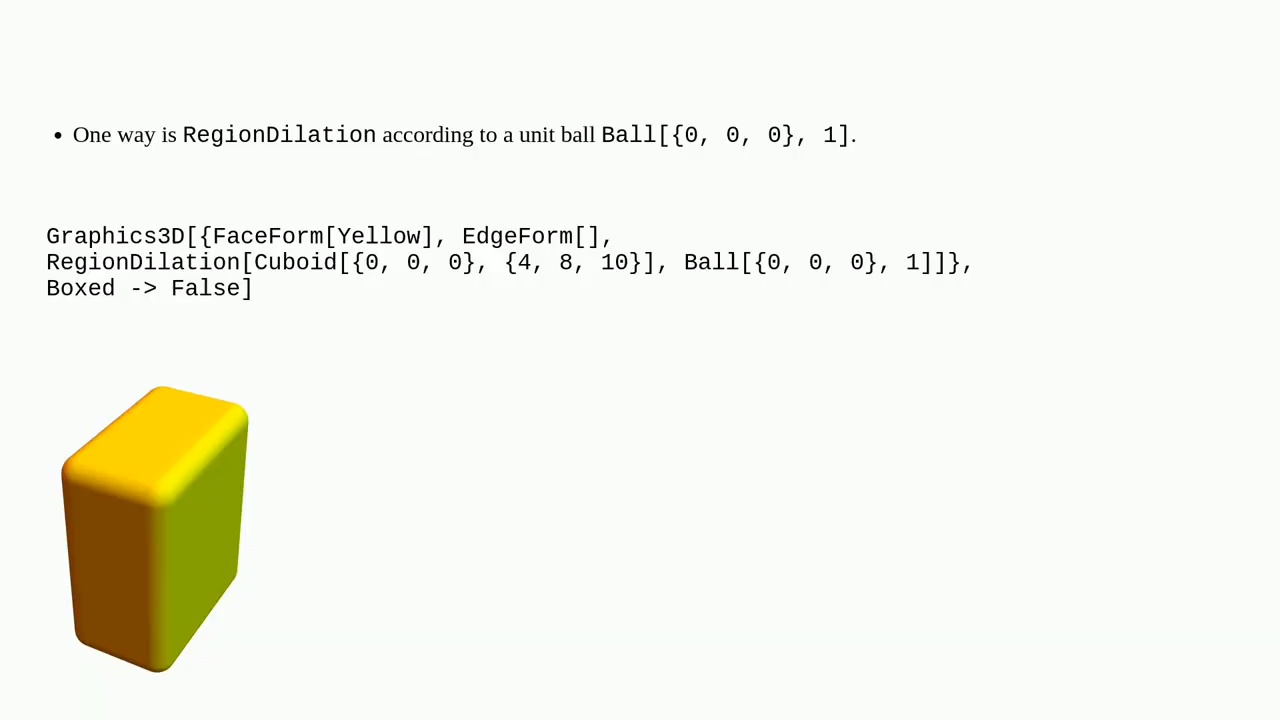 • One way is RegionDilation according to a unit ball Ball[{0, 0, 0}, 1].
Graphics3D[{FaceForm[Yellow], EdgeForm[],
RegionDilation[Cuboid[{0, 0, 0}, {4, 8, 10}], Ball[{0, 0, 0}, 1]]},
Boxed -> False]